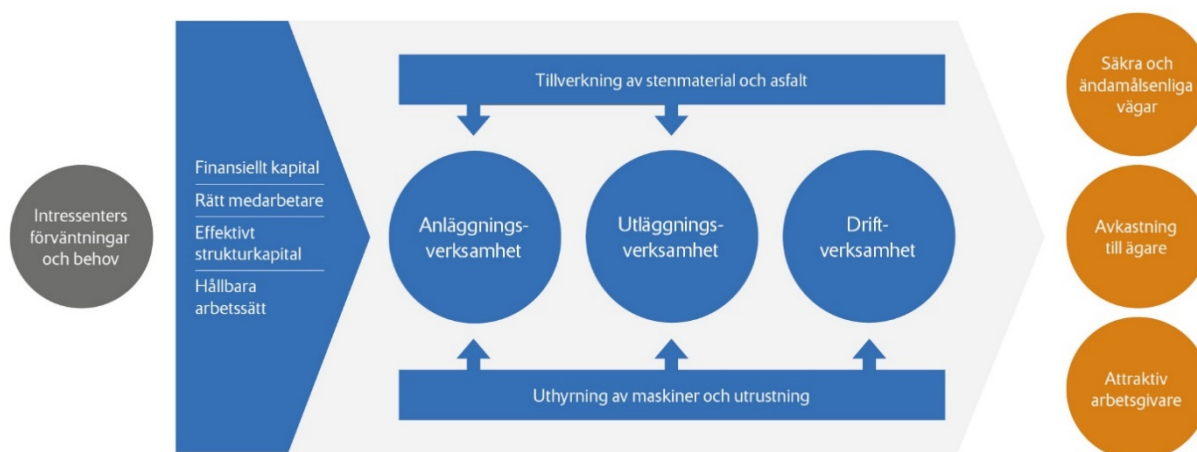 Intressenters
förväntningar
och behov
Finansiellt kapital
Rätt medarbetare
Effektivt
strukturkapital
Hållbara
arbetssätt
Tillverkning av stenmaterial och asfalt
Anläggnings-
verksamhet
Utläggnings-
verksamhet
Drift-
verksamhet
Uthyrning av maskiner och utrustning
Säkra och
ändamålsenliga
vägar
Avkastning
till ägare
Attraktiv
arbetsgivare